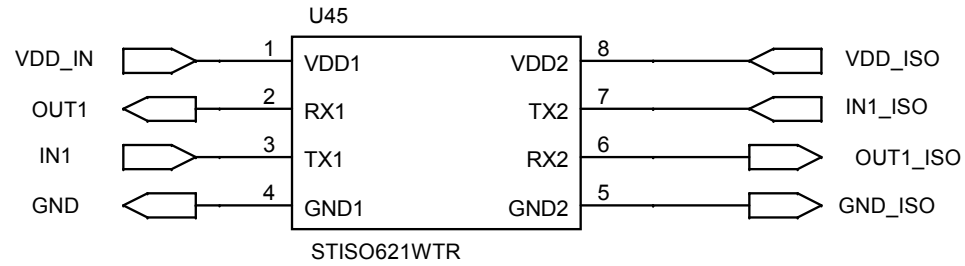 U45
VDD_IN 1 VDD1 VDD2 8 VDD_ISO
OUT1 2 RX1 TX2 7 IN1_ISO
IN1 3 TX1 RX2 6 OUT1_ISO
GND 4 GND1 GND2 5 GND_ISO
STISO621WTR